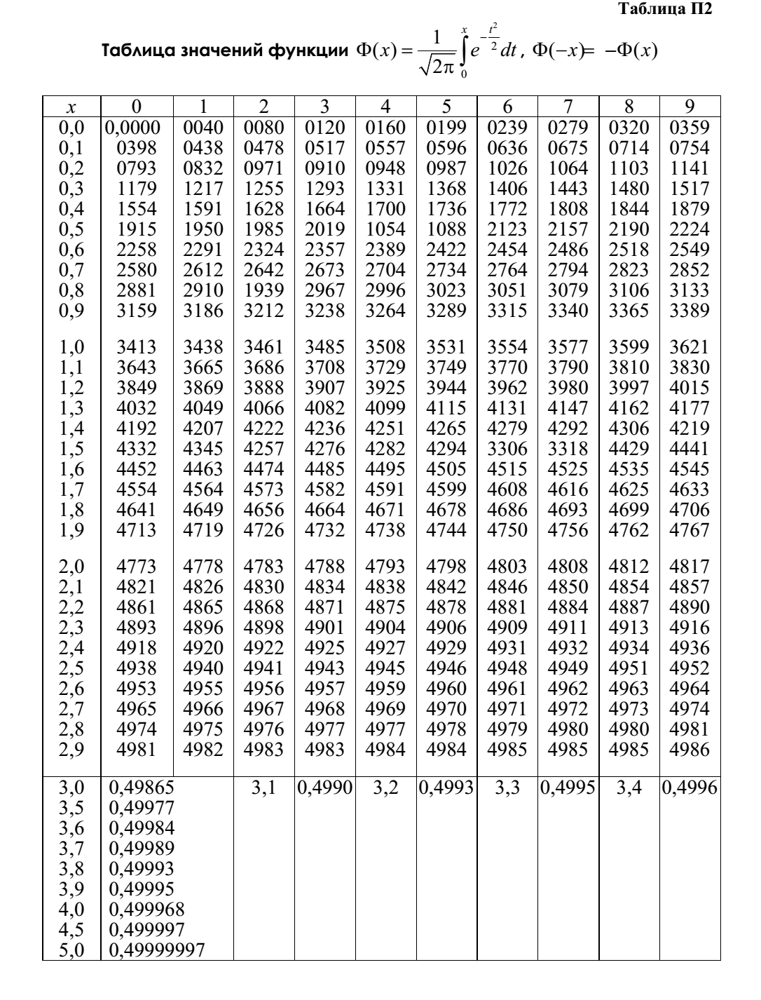 Таблица П2
Таблица значений функции Φ(x) = 1/√2π ∫₀ˣ e^(−t²/2) dt , Φ(−x)= −Φ(x)
x 0 1 2 3 4 5 6 7 8 9
0,0 0,0000 0040 0080 0120 0160 0199 0239 0279 0320 0359
0,1 0398 0438 0478 0517 0557 0596 0636 0675 0714 0754
0,2 0793 0832 0971 0910 0948 0987 1026 1064 1103 1141
0,3 1179 1217 1255 1293 1331 1368 1406 1443 1480 1517
0,4 1554 1591 1628 1664 1700 1736 1772 1808 1844 1879
0,5 1915 1950 1985 2019 1054 1088 2123 2157 2190 2224
0,6 2258 2291 2324 2357 2389 2422 2454 2486 2518 2549
0,7 2580 2612 2642 2673 2704 2734 2764 2794 2823 2852
0,8 2881 2910 1939 2967 2996 3023 3051 3079 3106 3133
0,9 3159 3186 3212 3238 3264 3289 3315 3340 3365 3389
1,0 3413 3438 3461 3485 3508 3531 3554 3577 3599 3621
1,1 3643 3665 3686 3708 3729 3749 3770 3790 3810 3830
1,2 3849 3869 3888 3907 3925 3944 3962 3980 3997 4015
1,3 4032 4049 4066 4082 4099 4115 4131 4147 4162 4177
1,4 4192 4207 4222 4236 4251 4265 4279 4292 4306 4219
1,5 4332 4345 4257 4276 4282 4294 3306 3318 4429 4441
1,6 4452 4463 4474 4485 4495 4505 4515 4525 4535 4545
1,7 4554 4564 4573 4582 4591 4599 4608 4616 4625 4633
1,8 4641 4649 4656 4664 4671 4678 4686 4693 4699 4706
1,9 4713 4719 4726 4732 4738 4744 4750 4756 4762 4767
2,0 4773 4778 4783 4788 4793 4798 4803 4808 4812 4817
2,1 4821 4826 4830 4834 4838 4842 4846 4850 4854 4857
2,2 4861 4865 4868 4871 4875 4878 4881 4884 4887 4890
2,3 4893 4896 4898 4901 4904 4906 4909 4911 4913 4916
2,4 4918 4920 4922 4925 4927 4929 4931 4932 4934 4936
2,5 4938 4940 4941 4943 4945 4946 4948 4949 4951 4952
2,6 4953 4955 4956 4957 4959 4960 4961 4962 4963 4964
2,7 4965 4966 4967 4968 4969 4970 4971 4972 4973 4974
2,8 4974 4975 4976 4977 4977 4978 4979 4980 4980 4981
2,9 4981 4982 4983 4983 4984 4984 4985 4985 4985 4986
3,0 0,49865 3,1 0,4990 3,2 0,4993 3,3 0,4995 3,4 0,4996
3,5 0,49977
3,6 0,49984
3,7 0,49989
3,8 0,49993
3,9 0,49995
4,0 0,499968
4,5 0,499997
5,0 0,49999997